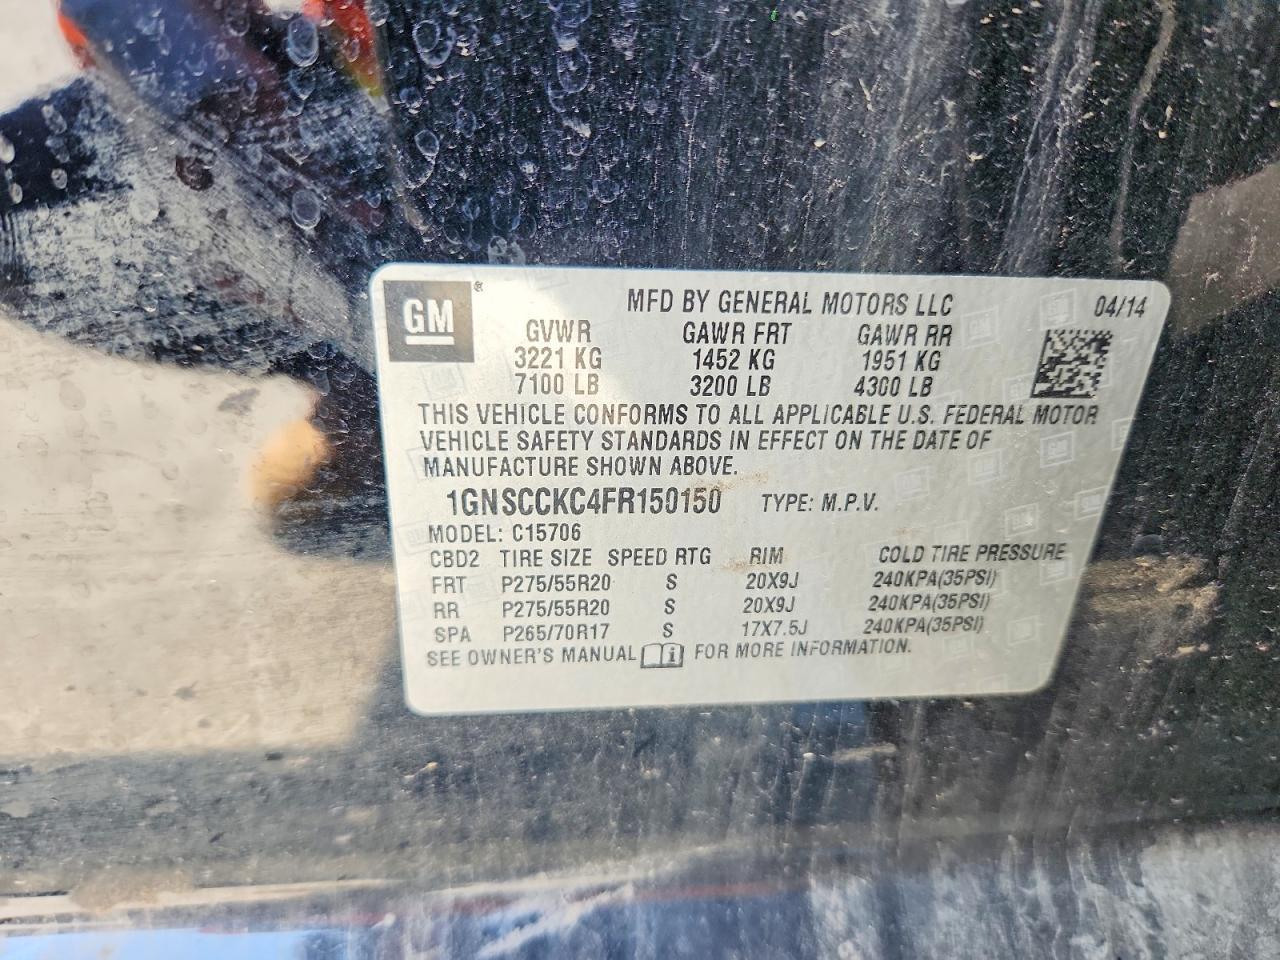 GM ® MFD BY GENERAL MOTORS LLC 04/14
GVWR GAWR FRT GAWR RR
3221 KG 1452 KG 1951 KG
7100 LB 3200 LB 4300 LB
THIS VEHICLE CONFORMS TO ALL APPLICABLE U.S. FEDERAL MOTOR
VEHICLE SAFETY STANDARDS IN EFFECT ON THE DATE OF
MANUFACTURE SHOWN ABOVE.
1GNSCCKC4FR150150 TYPE: M.P.V.
MODEL: C15706
CBD2 TIRE SIZE SPEED RTG RIM COLD TIRE PRESSURE
FRT P275/55R20 S 20X9J 240KPA(35PSI)
RR P275/55R20 S 20X9J 240KPA(35PSI)
SPA P265/70R17 S 17X7.5J 240KPA(35PSI)
SEE OWNER'S MANUAL i FOR MORE INFORMATION.